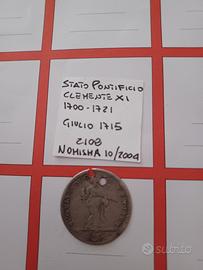 STATO PONTIFICIO
CLEMENTE XI
1700-1721
GIULIO 1715
2108
NOMISMA 10/2004
subito